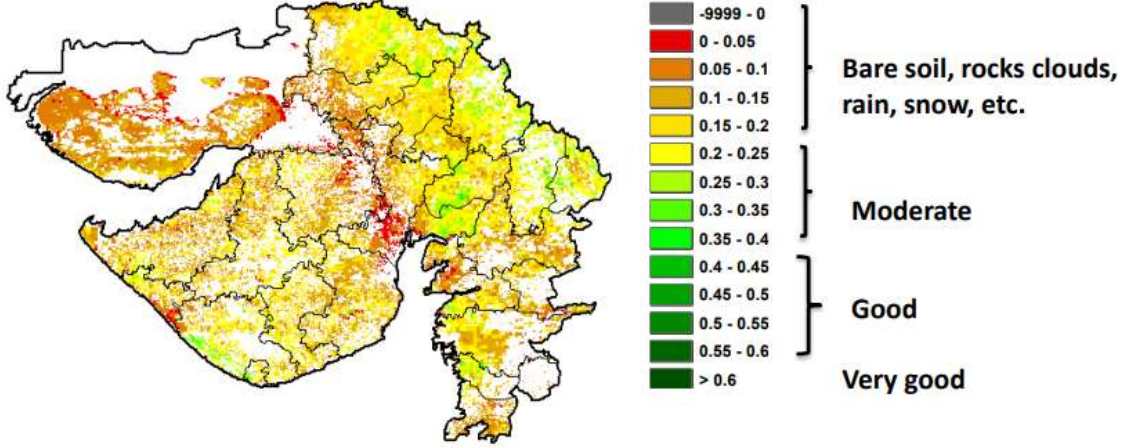 -9999 - 0
0 - 0.05
0.05 - 0.1
0.1 - 0.15
0.15 - 0.2
0.2 - 0.25
0.25 - 0.3
0.3 - 0.35
0.35 - 0.4
0.4 - 0.45
0.45 - 0.5
0.5 - 0.55
0.55 - 0.6
> 0.6
Bare soil, rocks clouds,
rain, snow, etc.
Moderate
Good
Very good